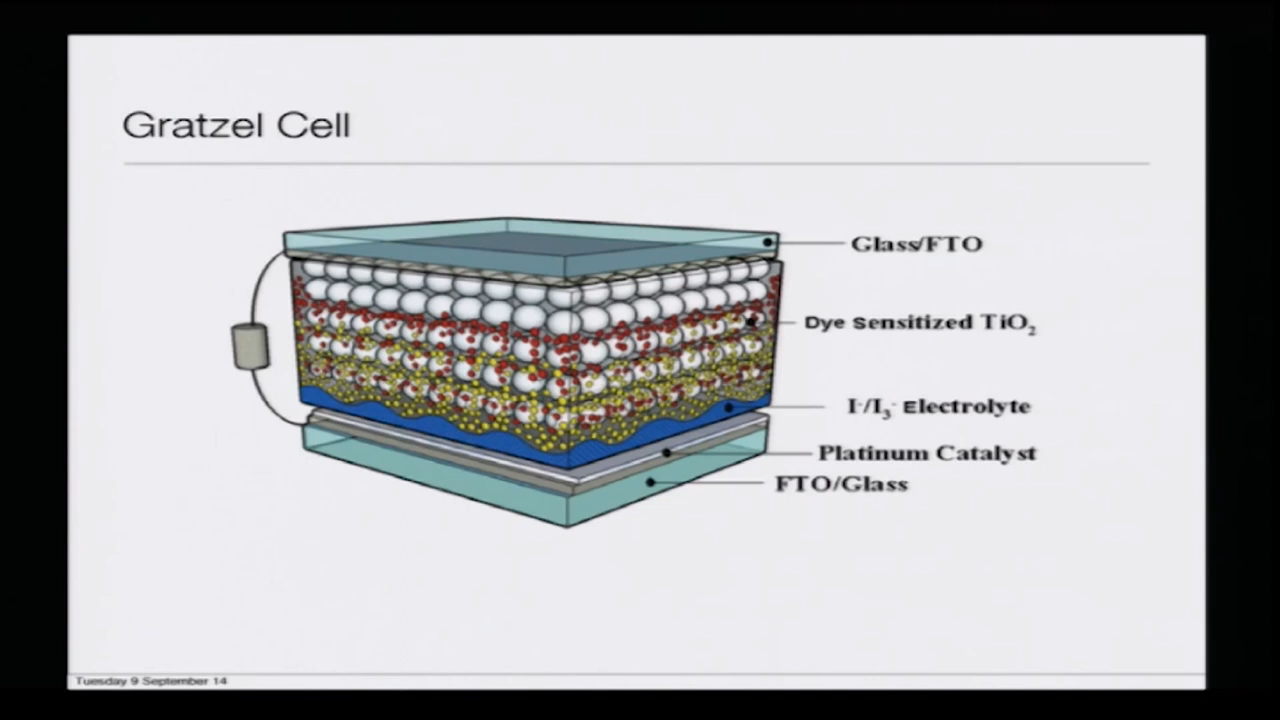 Gratzel Cell
Glass/FTO
Dye Sensitized TiO₂
I⁻/I₃⁻ Electrolyte
Platinum Catalyst
FTO/Glass
Tuesday 9 September 14